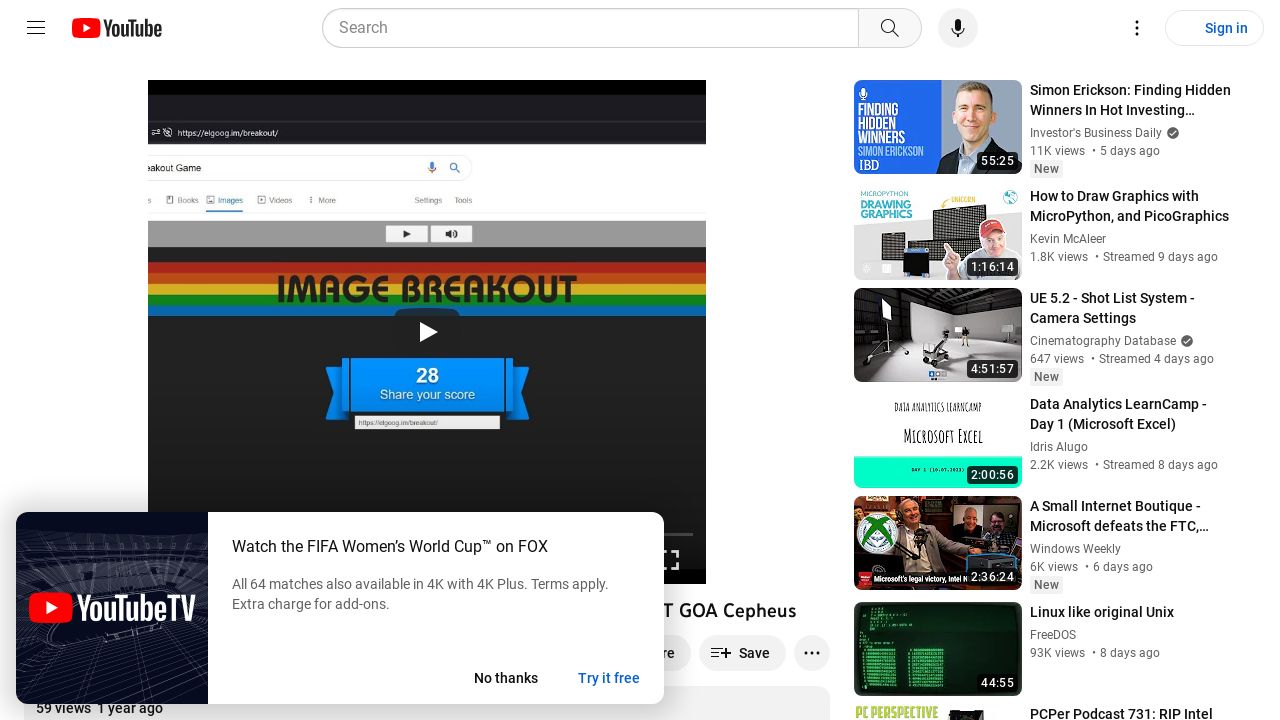 YouTube
Search
Sign in
https://elgoog.im/breakout/
eakout Game
Books
Images
Videos
More
Settings
Tools
IMAGE BREAKOUT
28
Share your score
https://elgoog.im/breakout/
YouTubeTV
Watch the FIFA Women’s World Cup™ on FOX
All 64 matches also available in 4K with 4K Plus. Terms apply.
Extra charge for add-ons.
No thanks
Try it free
T GOA Cepheus
re
Save
59 views 1 year ago
FINDING
HIDDEN
WINNERS
SIMON ERICKSON
IBD
55:25
Simon Erickson: Finding Hidden
Winners In Hot Investing…
Investor's Business Daily
11K views • 5 days ago
New
MICROPYTHON
DRAWING
GRAPHICS
UNICORN
1:16:14
How to Draw Graphics with
MicroPython, and PicoGraphics
Kevin McAleer
1.8K views • Streamed 9 days ago
4:51:57
UE 5.2 - Shot List System -
Camera Settings
Cinematography Database
647 views • Streamed 4 days ago
New
DATA ANALYTICS LEARNCAMP
MICROSOFT EXCEL
DAY 1 (10.07.2023)
2:00:56
Data Analytics LearnCamp -
Day 1 (Microsoft Excel)
Idris Alugo
2.2K views • Streamed 8 days ago
Microsoft's legal victory, Intel N
2:36:24
A Small Internet Boutique -
Microsoft defeats the FTC,…
Windows Weekly
6K views • 6 days ago
New
44:55
Linux like original Unix
FreeDOS
93K views • 8 days ago
PC PERSPECTIVE
PCPer Podcast 731: RIP Intel